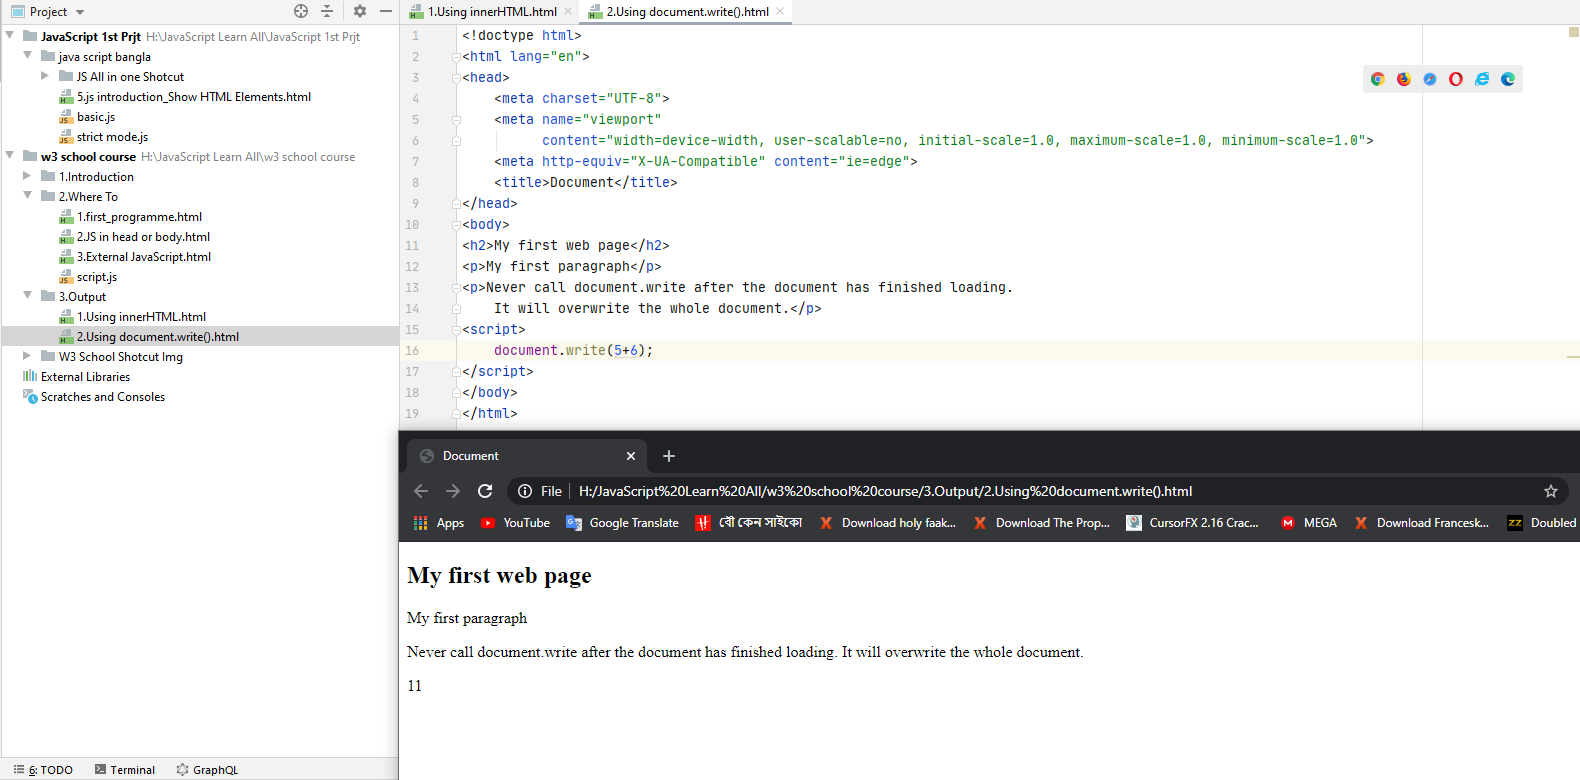 Project
JavaScript 1st Prjt H:\JavaScript Learn All\JavaScript 1st Prjt
java script bangla
JS All in one Shotcut
5.js introduction_Show HTML Elements.html
basic.js
strict mode.js
w3 school course H:\JavaScript Learn All\w3 school course
1.Introduction
2.Where To
1.first_programme.html
2.JS in head or body.html
3.External JavaScript.html
script.js
3.Output
1.Using innerHTML.html
2.Using document.write().html
W3 School Shotcut Img
External Libraries
Scratches and Consoles
6: TODO Terminal GraphQL
1.Using innerHTML.html 2.Using document.write().html
1 <!doctype html>
2 <html lang="en">
3 <head>
4 <meta charset="UTF-8">
5 <meta name="viewport"
6 content="width=device-width, user-scalable=no, initial-scale=1.0, maximum-scale=1.0, minimum-scale=1.0">
7 <meta http-equiv="X-UA-Compatible" content="ie=edge">
8 <title>Document</title>
9 </head>
10 <body>
11 <h2>My first web page</h2>
12 <p>My first paragraph</p>
13 <p>Never call document.write after the document has finished loading.
14 It will overwrite the whole document.</p>
15 <script>
16 document.write(5+6);
17 </script>
18 </body>
19 </html>
Document
File H:/JavaScript%20Learn%20All/w3%20school%20course/3.Output/2.Using%20document.write().html
Apps YouTube Google Translate বৌ কেন সাইকো Download holy faak... Download The Prop... CursorFX 2.16 Crac... MEGA Download Francesk... Doubled
My first web page
My first paragraph
Never call document.write after the document has finished loading. It will overwrite the whole document.
11